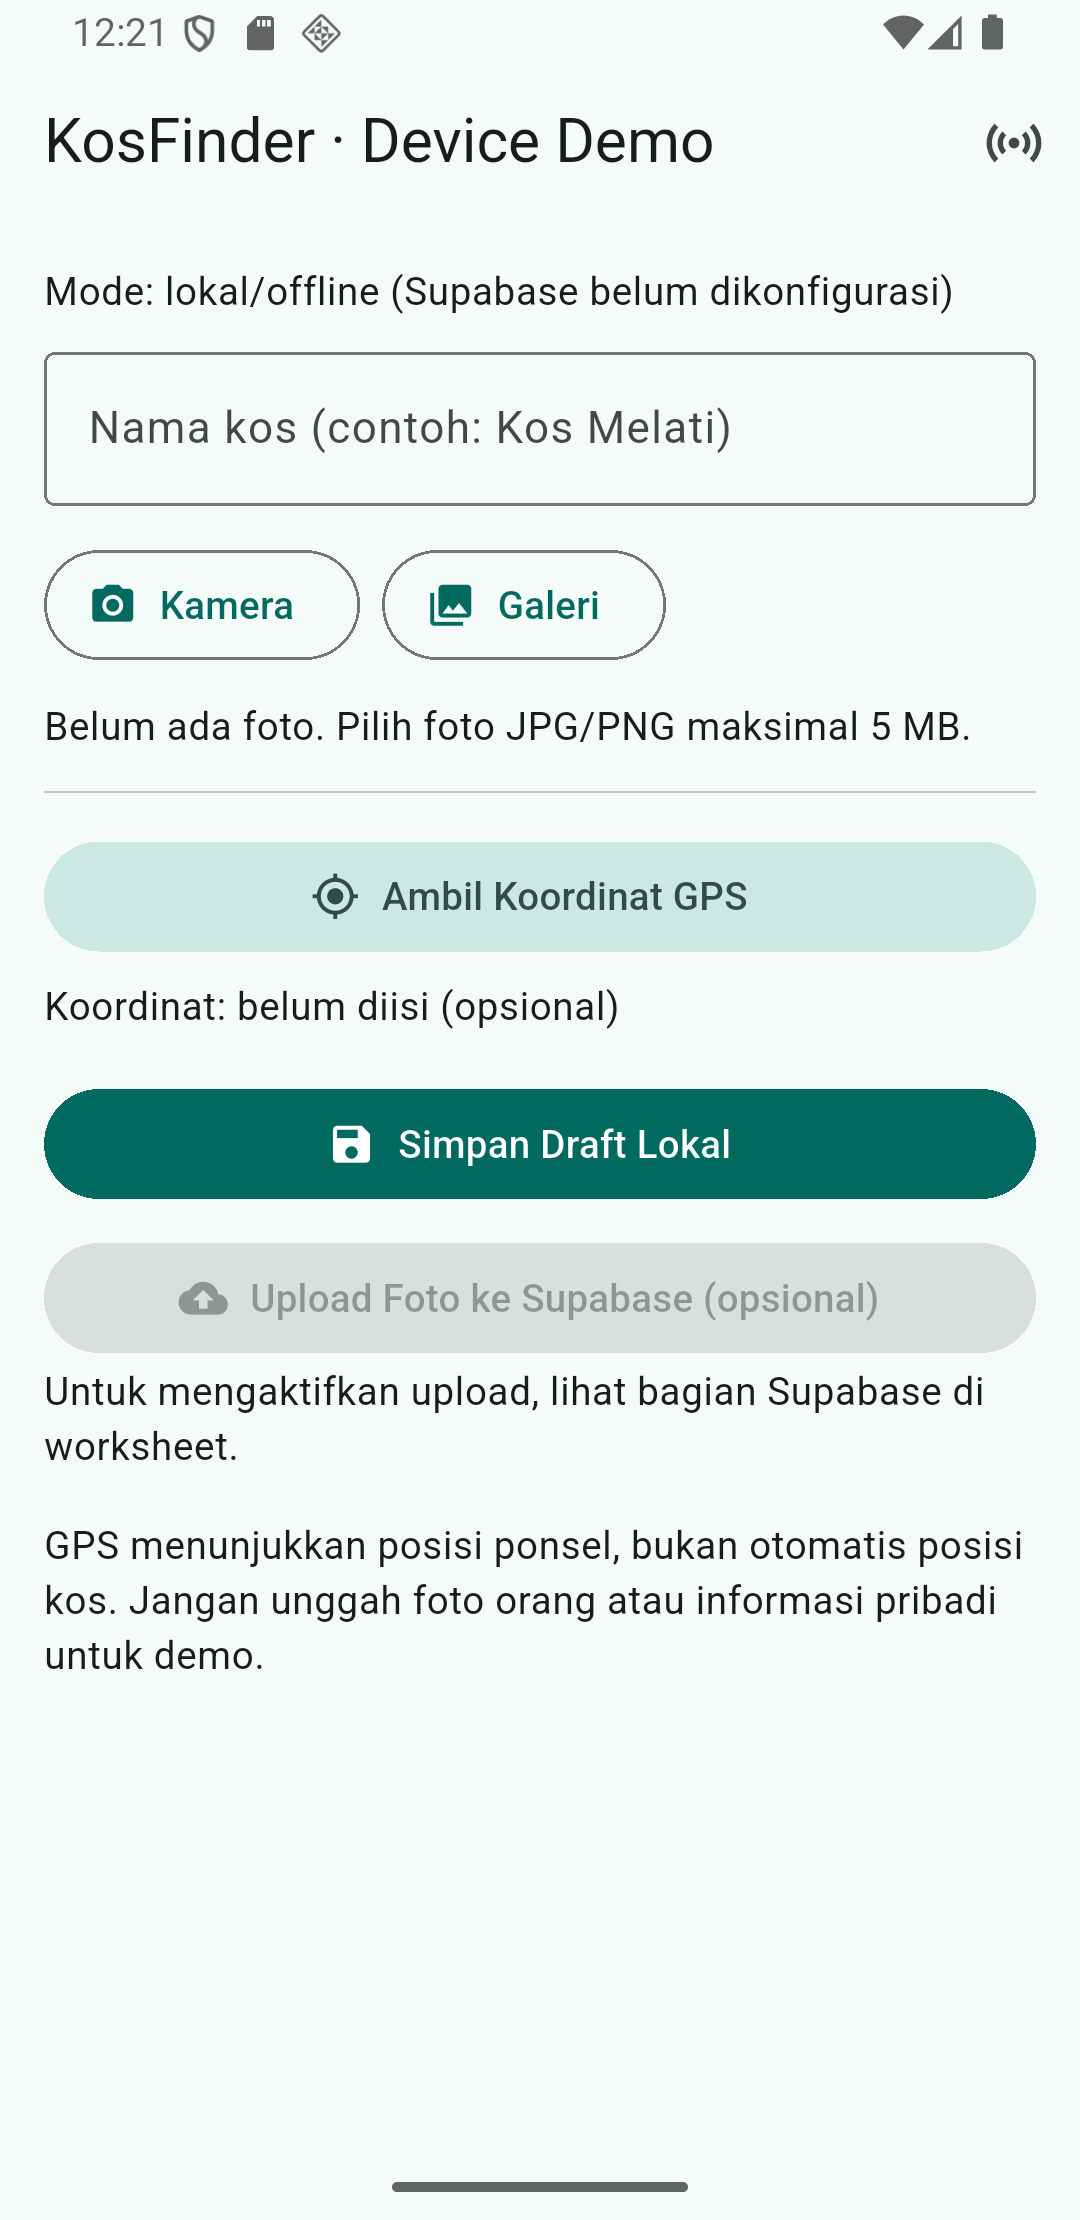 12:21
KosFinder · Device Demo
Mode: lokal/offline (Supabase belum dikonfigurasi)
Nama kos (contoh: Kos Melati)
Kamera
Galeri
Belum ada foto. Pilih foto JPG/PNG maksimal 5 MB.
Ambil Koordinat GPS
Koordinat: belum diisi (opsional)
Simpan Draft Lokal
Upload Foto ke Supabase (opsional)
Untuk mengaktifkan upload, lihat bagian Supabase di
worksheet.
GPS menunjukkan posisi ponsel, bukan otomatis posisi
kos. Jangan unggah foto orang atau informasi pribadi
untuk demo.